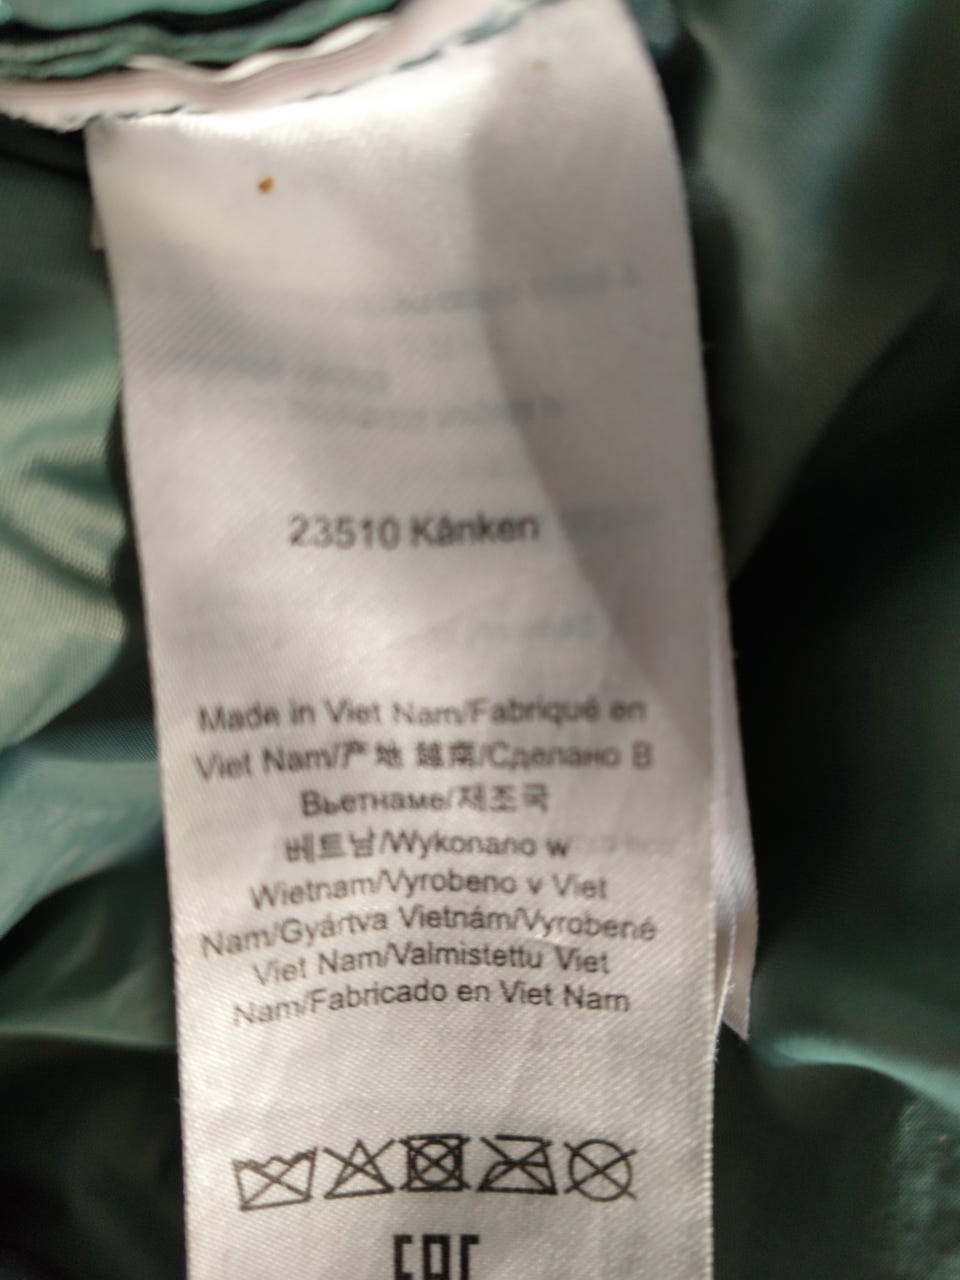 23510 Kånken
Made in Viet Nam/Fabriqué en
Viet Nam/产地 越南/Сделано В
Вьетнаме/제조국
베트남/Wykonano w
Wietnam/Vyrobeno v Viet
Nam/Gyártva Vietnám/Vyrobené
Viet Nam/Valmistettu Viet
Nam/Fabricado en Viet Nam
EAC